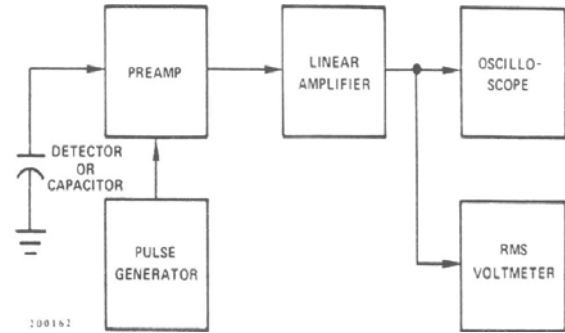 PREAMP
LINEAR
AMPLIFIER
OSCILLO-
SCOPE
DETECTOR
OR
CAPACITOR
PULSE
GENERATOR
RMS
VOLTMETER
200162